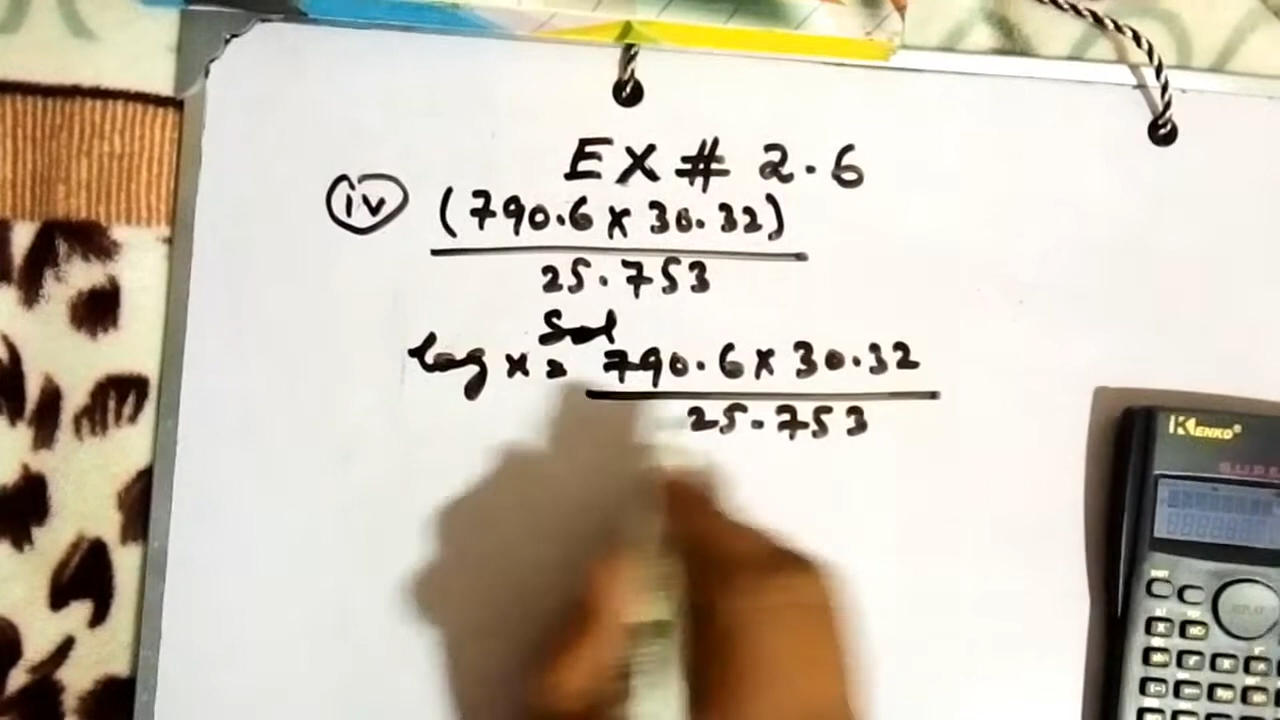 EX # 2.6
iv (790.6 x 30.32)
25.753
Sol
log x = 790.6 x 30.32
25.753
KENKO